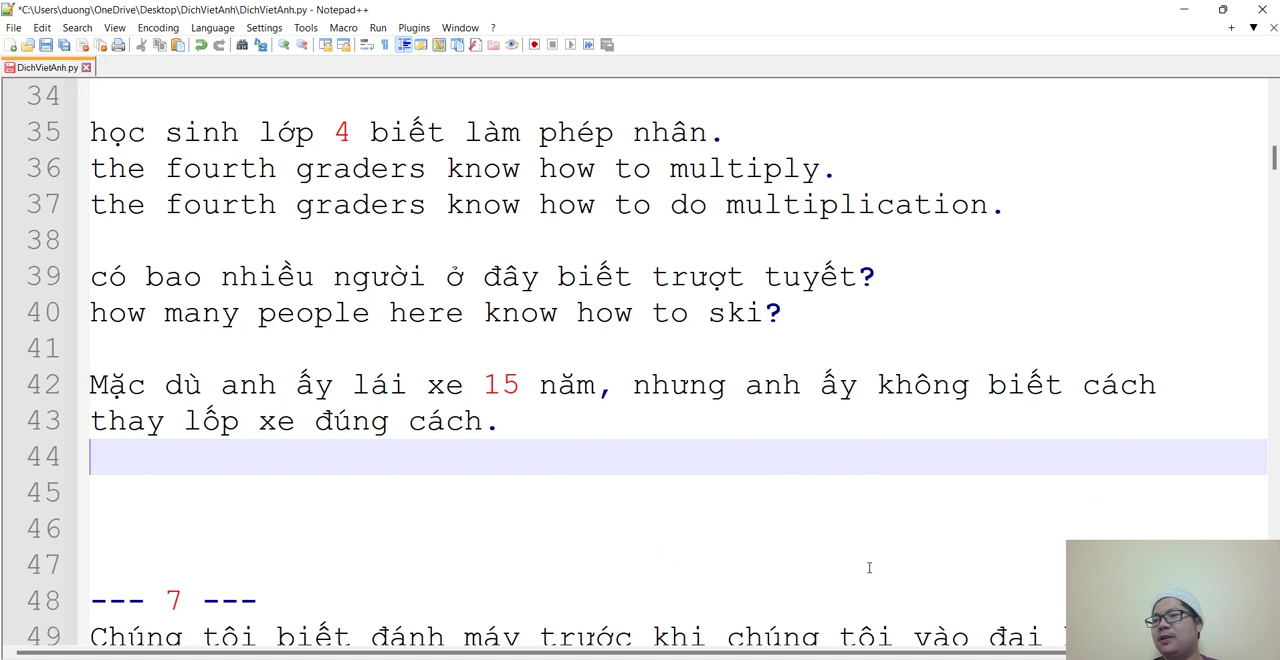 *C:\Users\duong\OneDrive\Desktop\DichVietAnh\DichVietAnh.py - Notepad++
File Edit Search View Encoding Language Settings Tools Macro Run Plugins Window ?
DichVietAnh.py
34
35 học sinh lớp 4 biết làm phép nhân.
36 the fourth graders know how to multiply.
37 the fourth graders know how to do multiplication.
38
39 có bao nhiều người ở đây biết trượt tuyết?
40 how many people here know how to ski?
41
42 Mặc dù anh ấy lái xe 15 năm, nhưng anh ấy không biết cách
43 thay lốp xe đúng cách.
44
45
46
47
48 --- 7 ---
49 Chúng tôi biết đánh máy trước khi chúng tôi vào đại